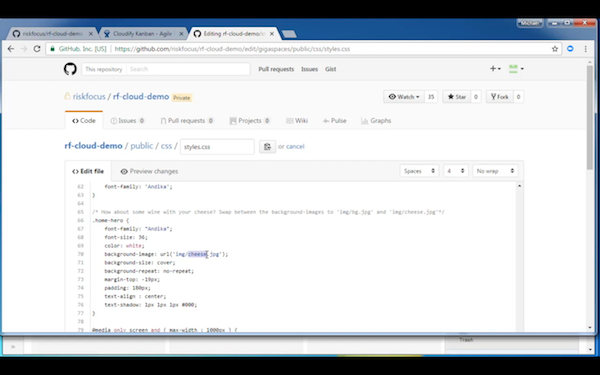 Michael
riskfocus/rf-cloud-demo
Cloudify Kanban - Agile
Editing rf-cloud-demo/
GitHub, Inc. [US] https://github.com/riskfocus/rf-cloud-demo/edit/gigaspaces/public/css/styles.css
This repository Search Pull requests Issues Gist
riskfocus / rf-cloud-demo Private
Watch 35 Star 0 Fork 0
Code Issues 0 Pull requests 0 Projects 0 Wiki Pulse Graphs
rf-cloud-demo / public / css / styles.css or cancel
Edit file Preview changes Spaces 4 No wrap
62 font-family: 'Andika';
63 }
64
65 /* How about some wine with your cheese? Swap between the background-images to 'img/bg.jpg' and 'img/cheese.jpg'*/
66 .home-hero {
67 font-family: "Andika";
68 font-size: 36;
69 color: white;
70 background-image: url('img/cheese.jpg');
71 background-size: cover;
72 background-repeat: no-repeat;
73 margin-top: -19px;
74 padding: 180px;
75 text-align : center;
76 text-shadow: 1px 1px 1px #000;
77 }
78
79 @media only screen and ( max-width : 1000px ) {
Trash